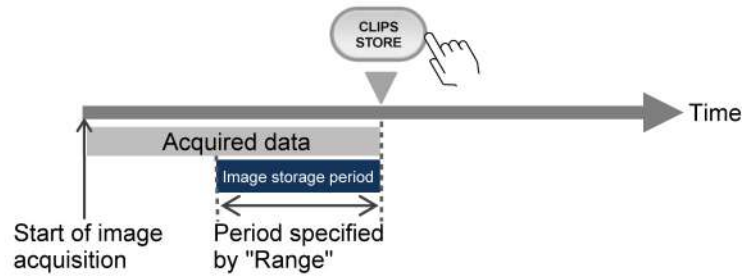 CLIPS
STORE
Time
Acquired data
Image storage period
Start of image
acquisition
Period specified
by "Range"